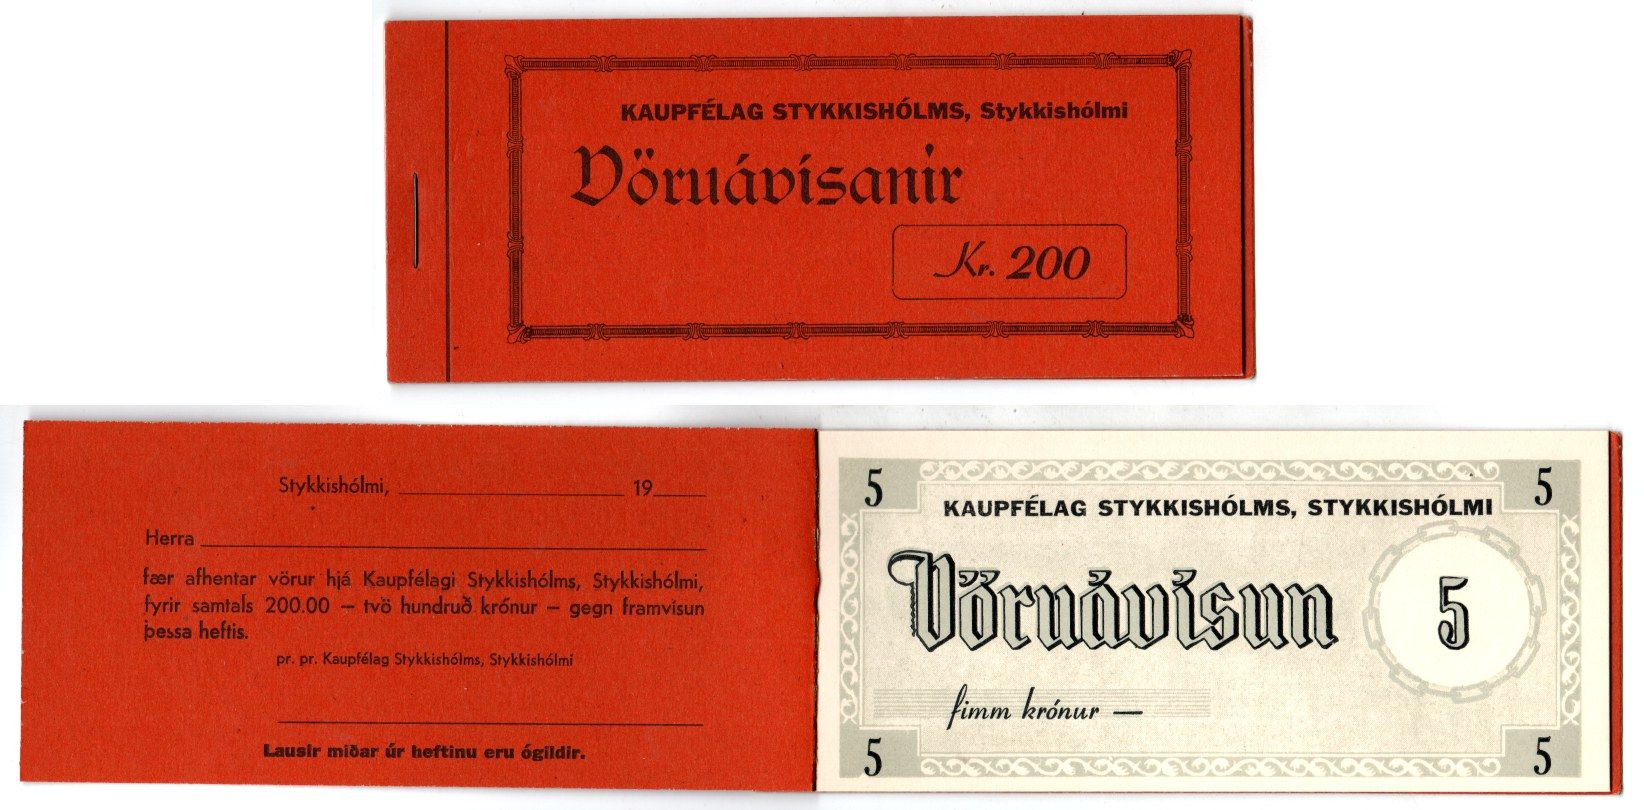 KAUPFÉLAG STYKKISHÓLMS, Stykkishólmi
Vöruávísanir
Kr. 200
Stykkishólmi, 19
Herra
fær afhentar vörur hjá Kaupfélagi Stykkishólms, Stykkishólmi,
fyrir samtals 200.00 — tvö hundruð krónur — gegn framvisun
þessa heftis.
pr. pr. Kaupfélag Stykkishólms, Stykkishólmi
Lausir miðar úr heftinu eru ógildir.
5 5
KAUPFÉLAG STYKKISHÓLMS, STYKKISHÓLMI
Vöruávísun 5
fimm krónur —
5 5